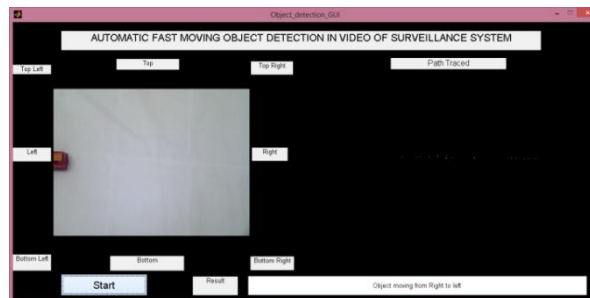 Object_detection_GUI
AUTOMATIC FAST MOVING OBJECT DETECTION IN VIDEO OF SURVEILLANCE SYSTEM
Top Left
Top
Top Right
Path Traced
Left
Right
Bottom Left
Bottom
Bottom Right
Start
Result
Object moving from Right to left